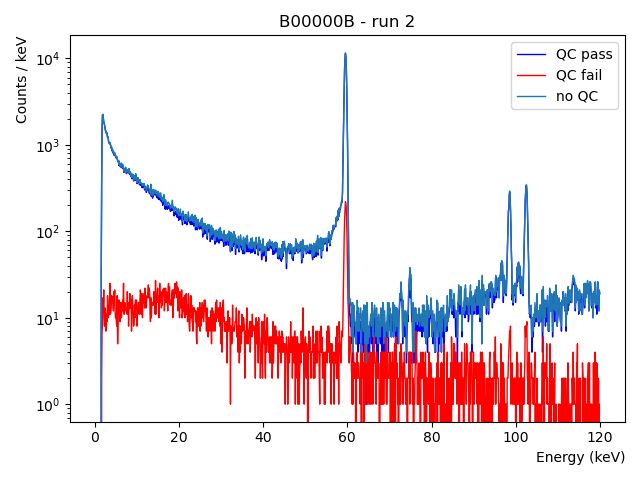 B00000B - run 2
Counts / keV
10⁴
10³
10²
10¹
10⁰
QC pass
QC fail
no QC
0 20 40 60 80 100 120
Energy (keV)